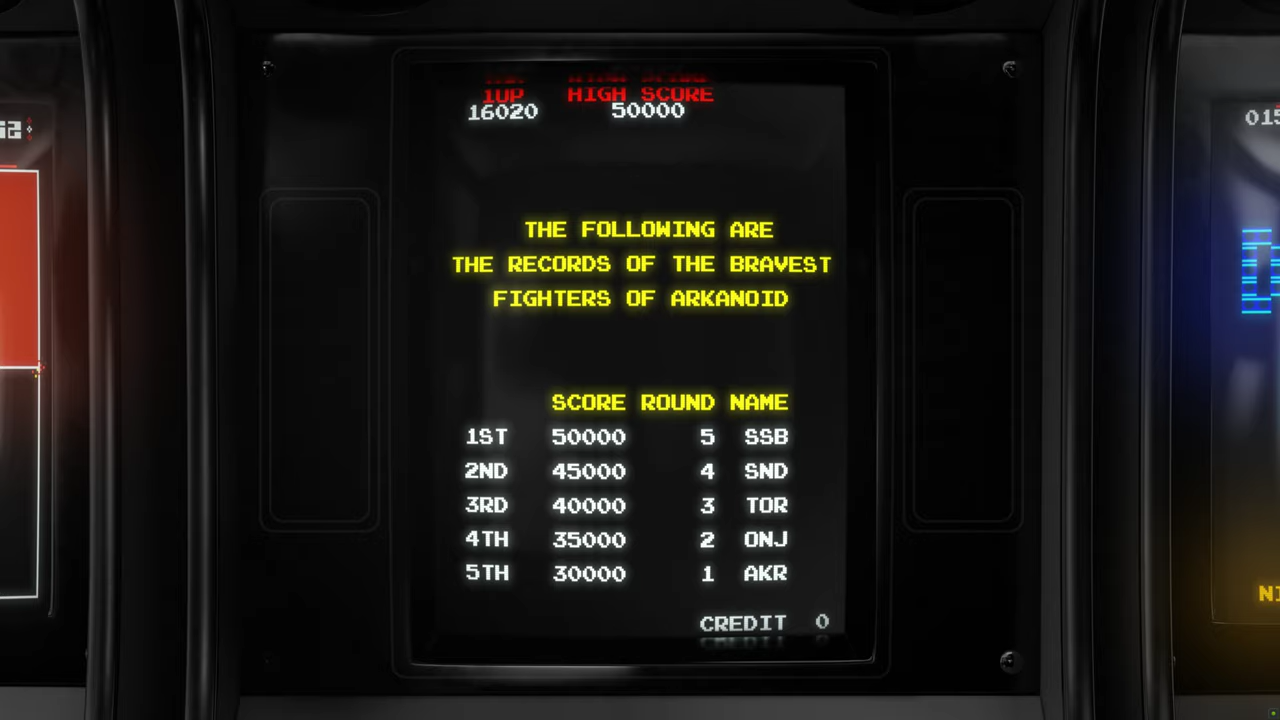 1UP HIGH SCORE
16020 50000
THE FOLLOWING ARE
THE RECORDS OF THE BRAVEST
FIGHTERS OF ARKANOID
SCORE ROUND NAME
1ST 50000 5 SSB
2ND 45000 4 SND
3RD 40000 3 TOR
4TH 35000 2 ONJ
5TH 30000 1 AKR
CREDIT 0